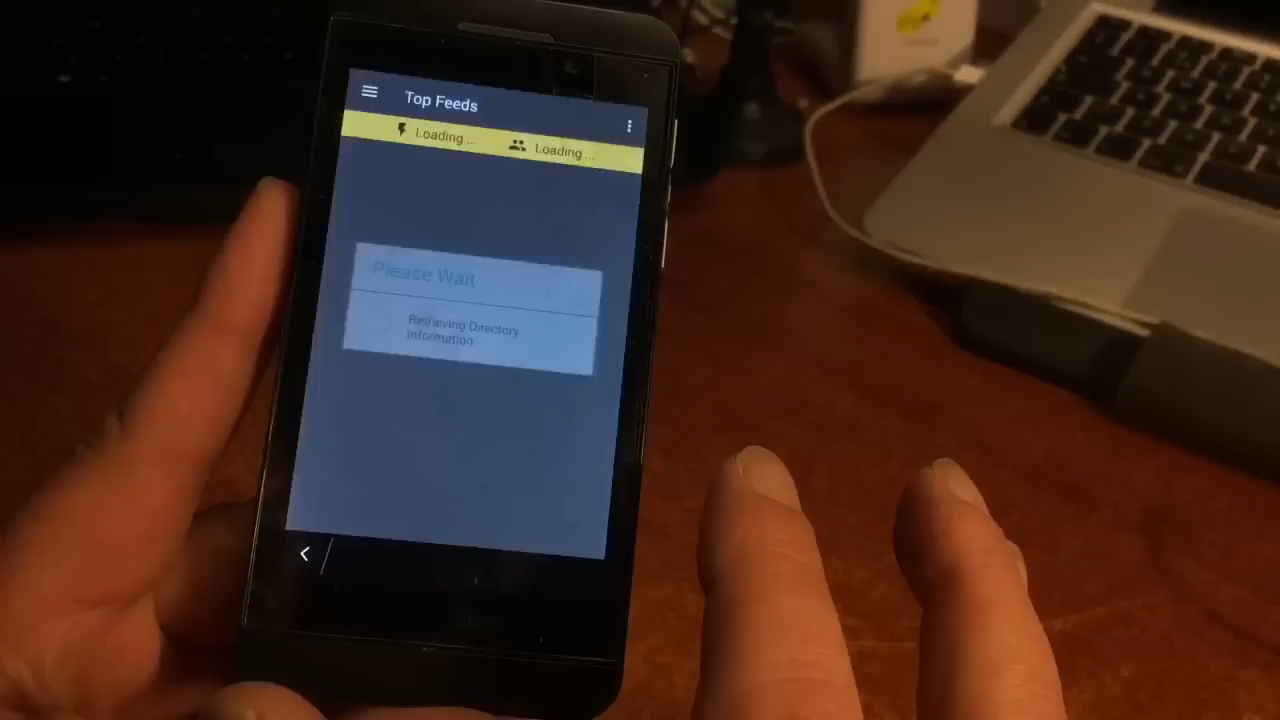 Top Feeds
Loading ... Loading ...
Please Wait
Retrieving Directory
Information